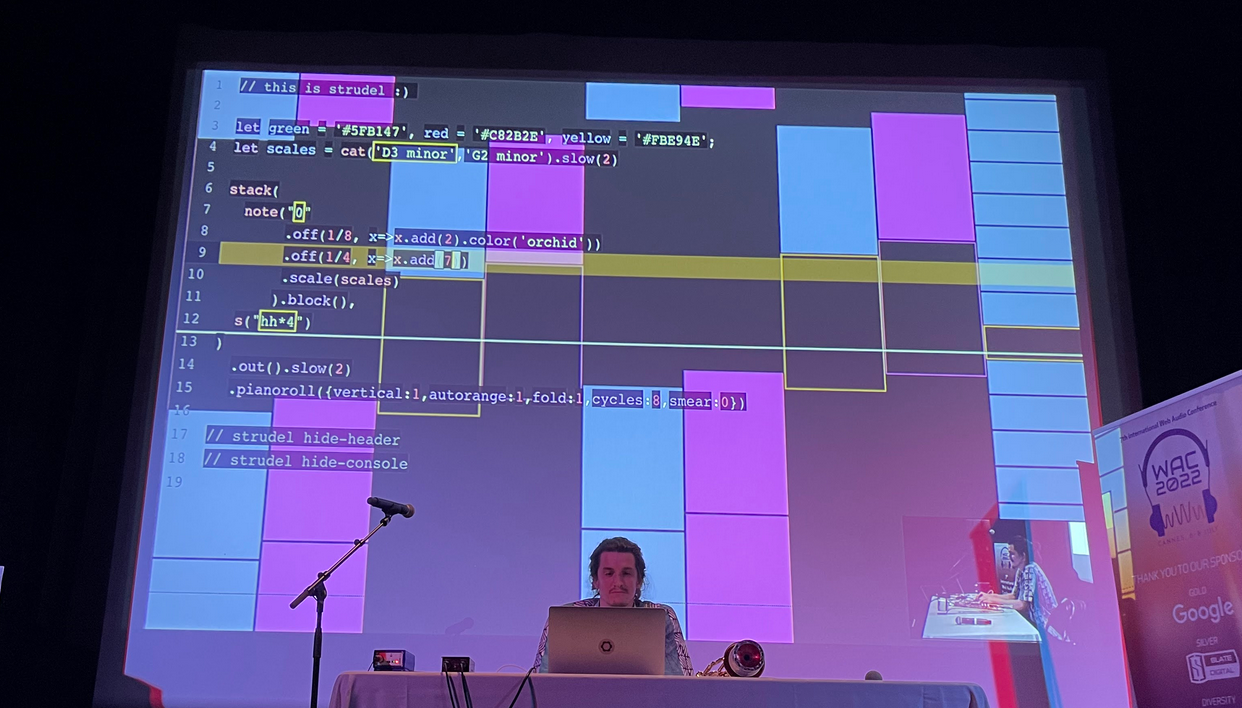 1 // this is strudel :)
2
3 let green = '#5FB147', red = '#C82B2E', yellow = '#FBE94E';
4 let scales = cat('D3 minor','G2 minor').slow(2)
5
6 stack(
7 note("0"
8 .off(1/8, x=>x.add(2).color('orchid'))
9 .off(1/4, x=>x.add(7))
10 .scale(scales)
11 ).block(),
12 s("hh*4")
13 )
14 .out().slow(2)
15 .pianoroll({vertical:1,autorange:1,fold:1,cycles:8,smear:0})
16
17 // strudel hide-header
18 // strudel hide-console
19
International Web Audio Conference
WAC
2022
THANK YOU TO OUR SPONSO
GOLD
Google
SILVER
SLATE
DIGITAL
DIVERSITY